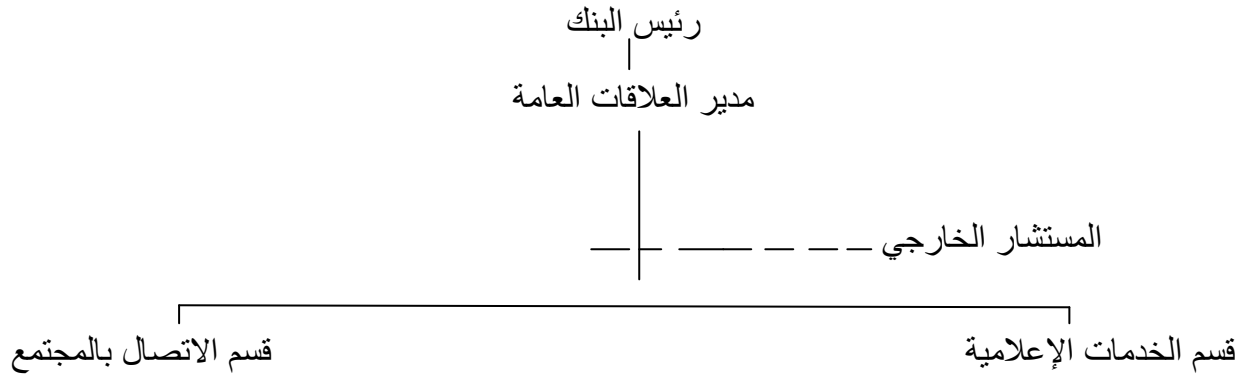 رئيس البنك
مدير العلاقات العامة
المستشار الخارجي
قسم الخدمات الإعلامية
قسم الاتصال بالمجتمع